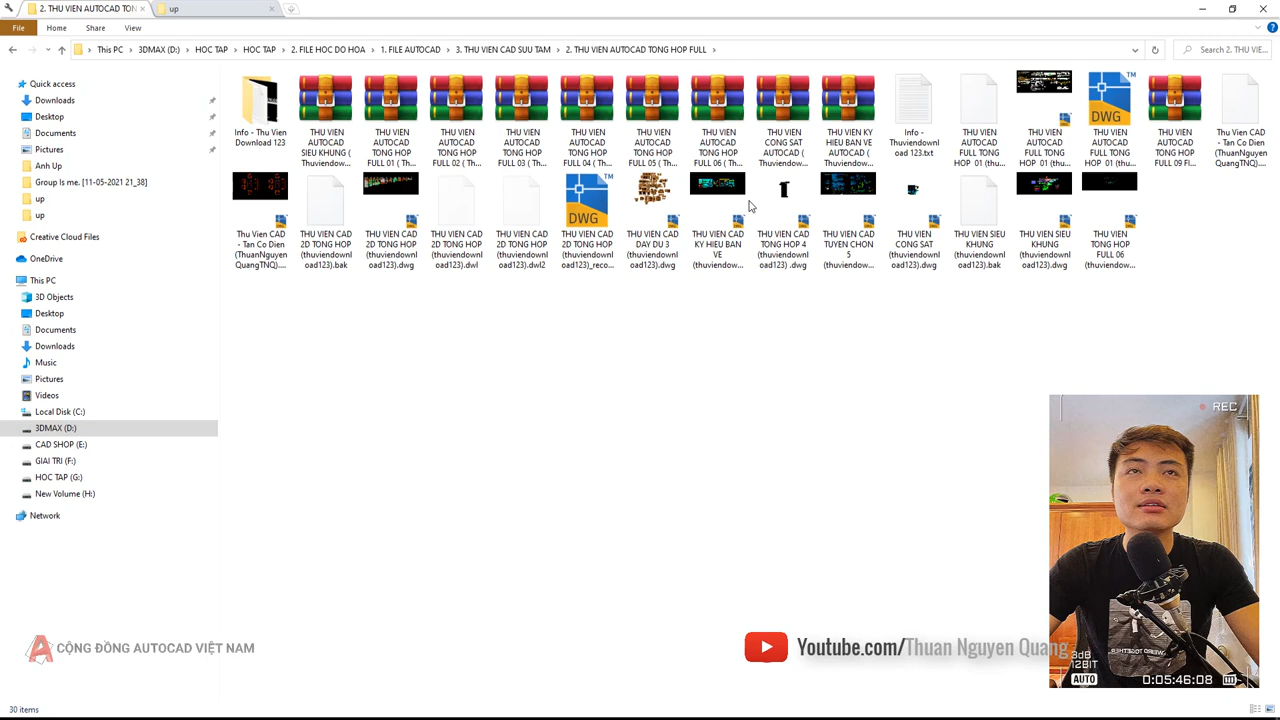 2. THU VIEN AUTOCAD TON
up
File
Home
Share
View
This PC
3DMAX (D:)
HOC TAP
HOC TAP
2. FILE HOC DO HOA
1. FILE AUTOCAD
3. THU VIEN CAD SUU TAM
2. THU VIEN AUTOCAD TONG HOP FULL
Search 2. THU VIE...
Quick access
Downloads
Desktop
Documents
Pictures
Anh Up
Group Is me. [11-05-2021 21_38]
up
up
Creative Cloud Files
OneDrive
This PC
3D Objects
Desktop
Documents
Downloads
Music
Pictures
Videos
Local Disk (C:)
3DMAX (D:)
CAD SHOP (E:)
GIAI TRI (F:)
HOC TAP (G:)
New Volume (H:)
Network
DWG
Info - Thu Vien
Download 123
THU VIEN
AUTOCAD
SIEU KHUNG (
Thuviendow...
THU VIEN
AUTOCAD
TONG HOP
FULL 01 ( Th...
THU VIEN
AUTOCAD
TONG HOP
FULL 02 ( Th...
THU VIEN
AUTOCAD
TONG HOP
FULL 03 ( Th...
THU VIEN
AUTOCAD
TONG HOP
FULL 04 ( Th...
THU VIEN
AUTOCAD
TONG HOP
FULL 05 ( Th...
THU VIEN
AUTOCAD
TONG HOP
FULL 06 ( Th...
THU VIEN
CONG SAT
AUTOCAD (
Thuviendow...
THU VIEN KY
HIEU BAN VE
AUTOCAD (
Thuviendow...
Info -
Thuviendownl
oad 123.txt
THU VIEN
AUTOCAD
FULL TONG
HOP 01 (thu...
THU VIEN
AUTOCAD
FULL TONG
HOP 01 (thu...
THU VIEN
AUTOCAD
FULL TONG
HOP 01 (thu...
THU VIEN
AUTOCAD
TONG HOP
FULL 09 Fi...
Thu Vien CAD
- Tan Co Dien
(ThuanNguyen
QuangTNQ)....
DWG
Thu Vien CAD
- Tan Co Dien
(ThuanNguyen
QuangTNQ)....
THU VIEN CAD
2D TONG HOP
(thuviendownl
oad123).bak
THU VIEN CAD
2D TONG HOP
(thuviendownl
oad123).dwg
THU VIEN CAD
2D TONG HOP
(thuviendownl
oad123).dwl
THU VIEN CAD
2D TONG HOP
(thuviendownl
oad123).dwl2
THU VIEN CAD
2D TONG HOP
(thuviendownl
oad123)_reco...
THU VIEN CAD
DAY DU 3
(thuviendownl
oad123).dwg
THU VIEN CAD
KY HIEU BAN
VE
(thuviendow...
THU VIEN CAD
TONG HOP 4
(thuviendownl
oad123) .dwg
THU VIEN CAD
TUYEN CHON
5
(thuviendow...
THU VIEN
CONG SAT
(thuviendownl
oad123).dwg
THU VIEN SIEU
KHUNG
(thuviendownl
oad123).bak
THU VIEN SIEU
KHUNG
(thuviendownl
oad123).dwg
THU VIEN
TONG HOP
FULL 06
(thuviendow...
REC
CỘNG ĐỒNG AUTOCAD VIỆT NAM
Youtube.com/Thuan Nguyen Quang
3dB
12BIT
AUTO
0:05:46:08
30 items